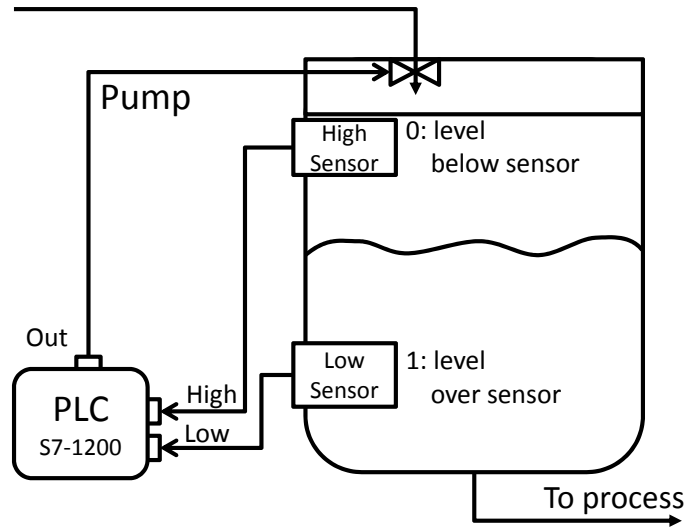 Pump
High
Sensor
0: level
below sensor
Out
Low
Sensor
1: level
over sensor
PLC
S7-1200
High
Low
To process